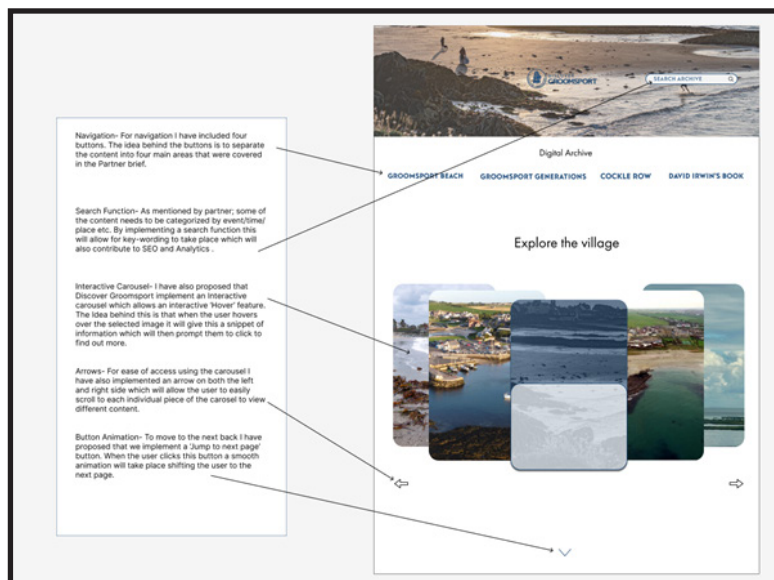 Navigation- For navigation I have included four
buttons. The idea behind the buttons is to separate
the content into four main areas that were covered
in the Partner brief.
Search Function- As mentioned by partner; some of
the content needs to be categorized by event/time/
place etc. By implementing a search function this
will allow for key-wording to take place which will
also contribute to SEO and Analytics .
Interactive Carousel- I have also proposed that
Discover Groomsport implement an Interactive
carousel which allows an interactive 'Hover' feature.
The Idea behind this is that when the user hovers
over the selected image it will give this a snippet of
information which will then prompt them to click to
find out more.
Arrows- For ease of access using the carousel I
have also implemented an arrow on both the left
and right side which will allow the user to easily
scroll to each individual piece of the carosel to view
different content.
Button Animation- To move to the next back I have
proposed that we implement a 'Jump to next page'
button. When the user clicks this button a smooth
animation will take place shifting the user to the
next page.
GROOMSPORT
SEARCH ARCHIVE
Digital Archive
GROOMSPORT BEACH GROOMSPORT GENERATIONS COCKLE ROW DAVID IRWIN'S BOOK
Explore the village